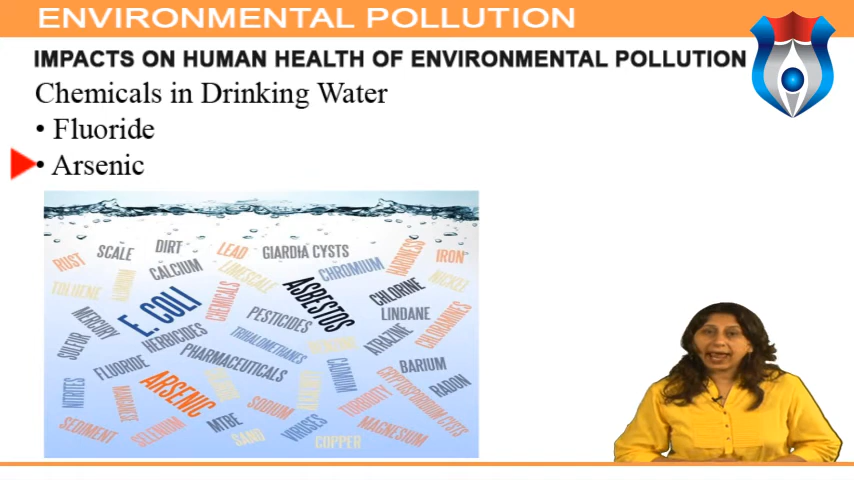 ENVIRONMENTAL POLLUTION
IMPACTS ON HUMAN HEALTH OF ENVIRONMENTAL POLLUTION
Chemicals in Drinking Water
• Fluoride
• Arsenic
RUST
SCALE
DIRT
LEAD
GIARDIA CYSTS
HARDNESS
IRON
TOLUENE
CALCIUM
LIMESCALE
CHROMIUM
NICKEL
MERCURY
E. COLI
CHEMICALS
ASBESTOS
CHLORINE
SULFUR
HERBICIDES
PESTICIDES
LINDANE
CHLORAMINES
TRIHALOMETHANES
ATRAZINE
FLUORIDE
PHARMACEUTICALS
CADMIUM
BARIUM
RADON
NITRITES
MANGANESE
ARSENIC
SODIUM
TURBIDITY
CRYPTOSPORIDIUM CYSTS
SEDIMENT
SELENIUM
MTBE
SAND
VIRUSES
COPPER
MAGNESIUM